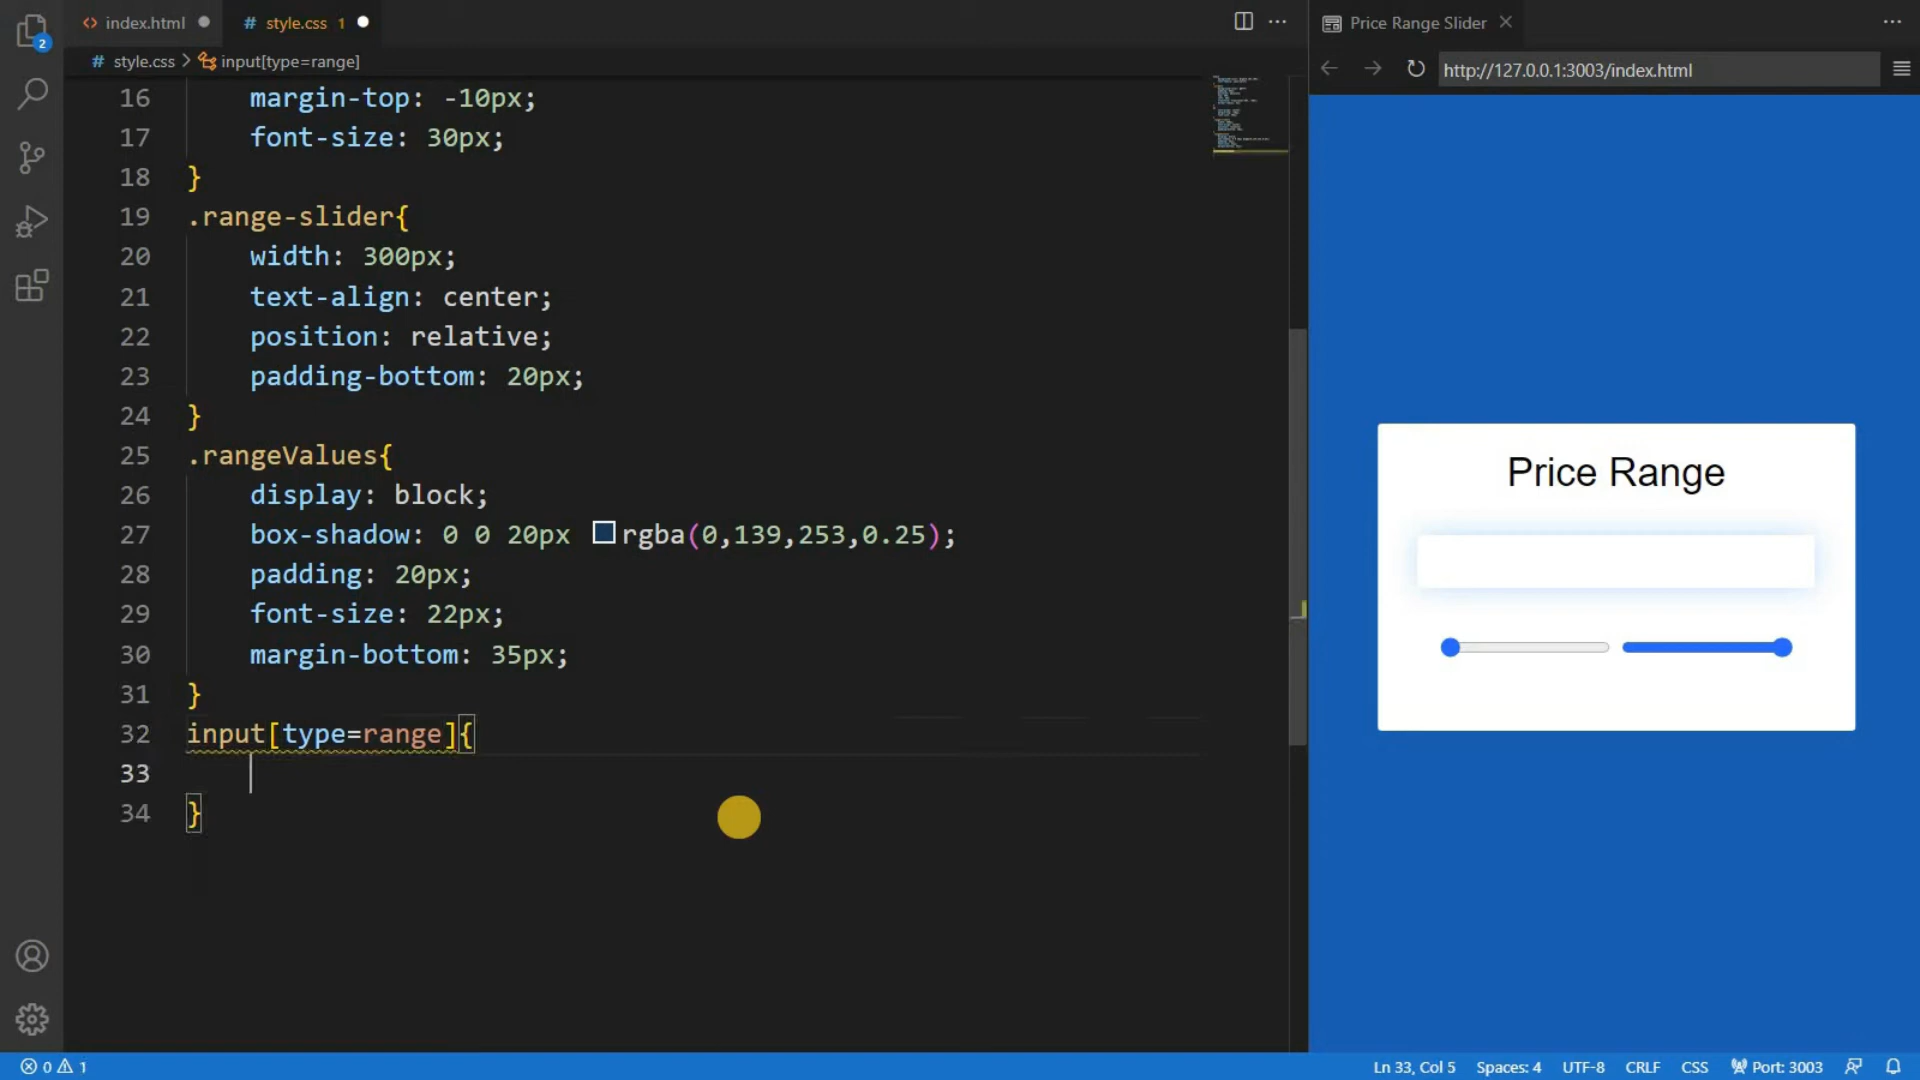 2
index.html
# style.css 1
# style.css > input[type=range]
16 margin-top: -10px;
17 font-size: 30px;
18 }
19 .range-slider{
20 width: 300px;
21 text-align: center;
22 position: relative;
23 padding-bottom: 20px;
24 }
25 .rangeValues{
26 display: block;
27 box-shadow: 0 0 20px rgba(0,139,253,0.25);
28 padding: 20px;
29 font-size: 22px;
30 margin-bottom: 35px;
31 }
32 input[type=range]{
33
34 }
Price Range Slider
http://127.0.0.1:3003/index.html
Price Range
0 1
Ln 33, Col 5 Spaces: 4 UTF-8 CRLF CSS Port: 3003